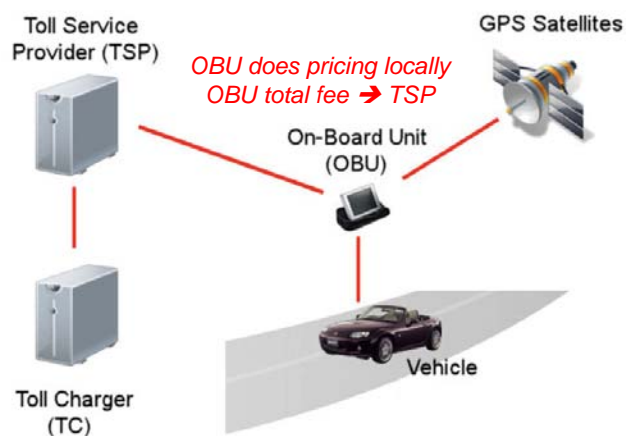 Toll Service
Provider (TSP)
GPS Satellites
OBU does pricing locally
OBU total fee ➔ TSP
On-Board Unit
(OBU)
Vehicle
Toll Charger
(TC)